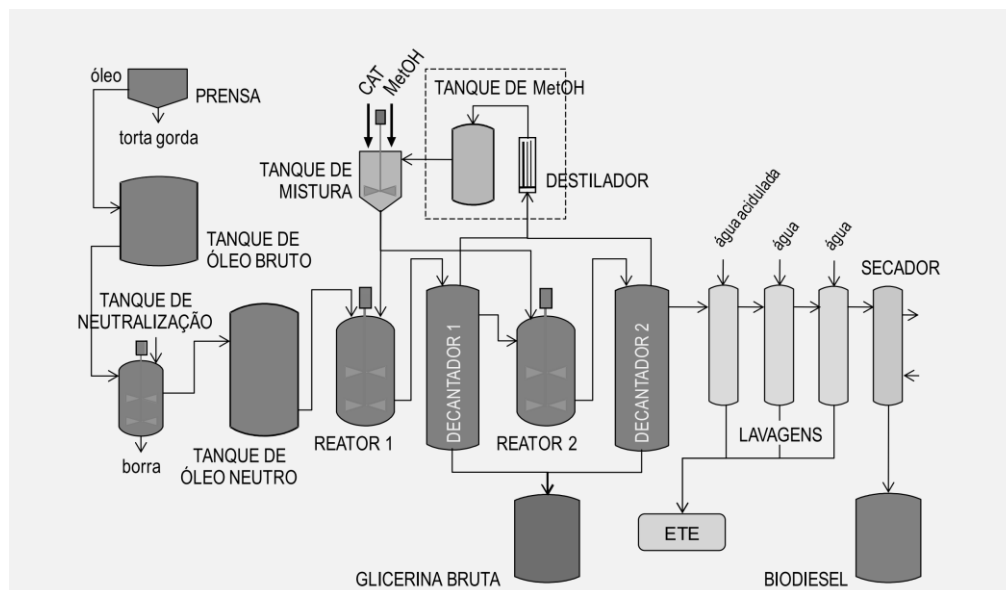 óleo
PRENSA
torta gorda
CAT
MetOH
TANQUE DE MetOH
TANQUE DE
MISTURA
DESTILADOR
TANQUE DE
ÓLEO BRUTO
água acidulada
água
água
SECADOR
TANQUE DE
NEUTRALIZAÇÃO
borra
TANQUE DE
ÓLEO NEUTRO
REATOR 1
DECANTADOR 1
REATOR 2
DECANTADOR 2
LAVAGENS
ETE
GLICERINA BRUTA
BIODIESEL